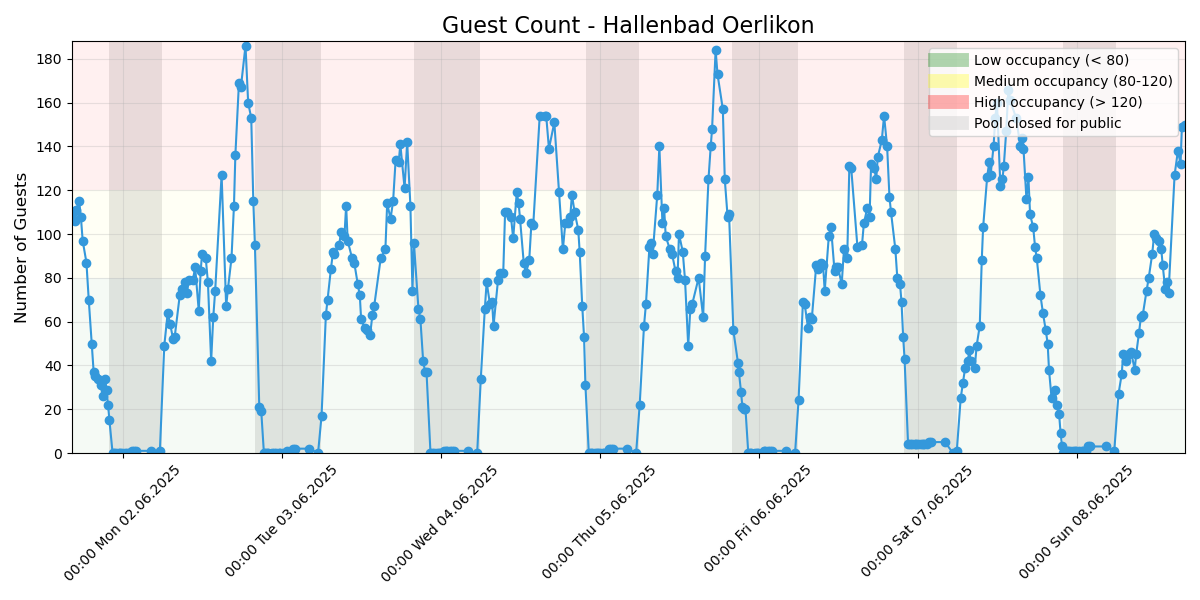 Guest Count - Hallenbad Oerlikon
Number of Guests
180
160
140
120
100
80
60
40
20
0
Low occupancy (< 80)
Medium occupancy (80-120)
High occupancy (> 120)
Pool closed for public
00:00 Mon 02.06.2025
00:00 Tue 03.06.2025
00:00 Wed 04.06.2025
00:00 Thu 05.06.2025
00:00 Fri 06.06.2025
00:00 Sat 07.06.2025
00:00 Sun 08.06.2025